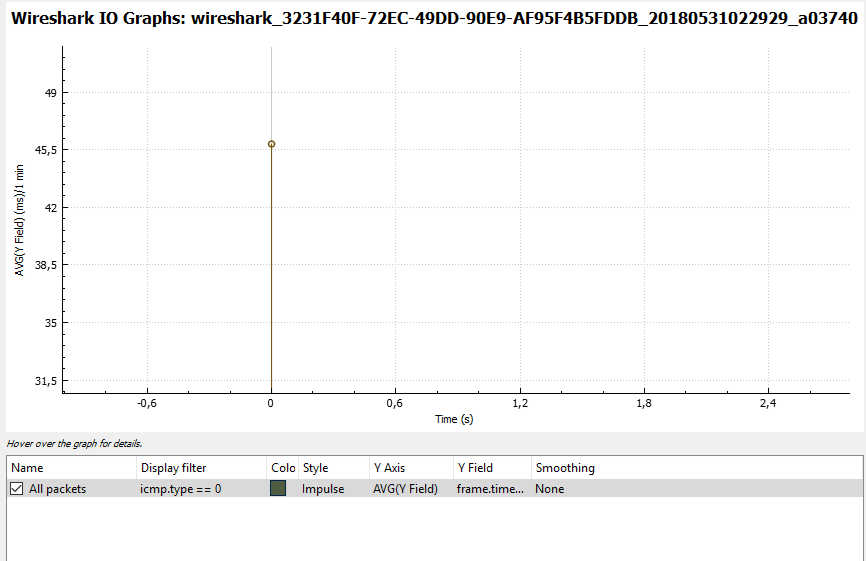 Wireshark IO Graphs: wireshark_3231F40F-72EC-49DD-90E9-AF95F4B5FDDB_20180531022929_a03740
AVG(Y Field) (ms)/1 min
49
45,5
42
38,5
35
31,5
-0,6 0 0,6 1,2 1,8 2,4
Time (s)
Hover over the graph for details.
Name Display filter Colo Style Y Axis Y Field Smoothing
All packets icmp.type == 0 Impulse AVG(Y Field) frame.time... None